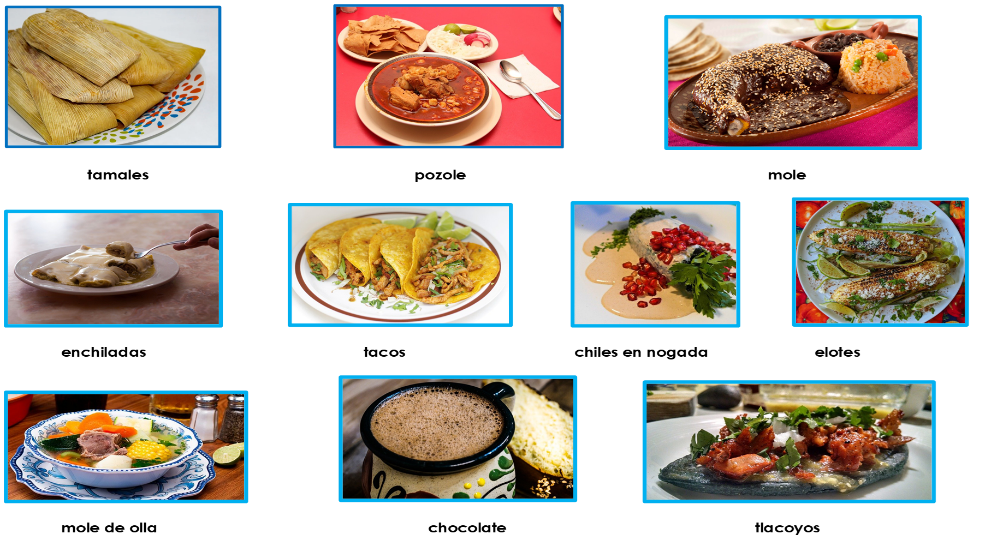 tamales
pozole
mole
enchiladas
tacos
chiles en nogada
elotes
mole de olla
chocolate
tlacoyos